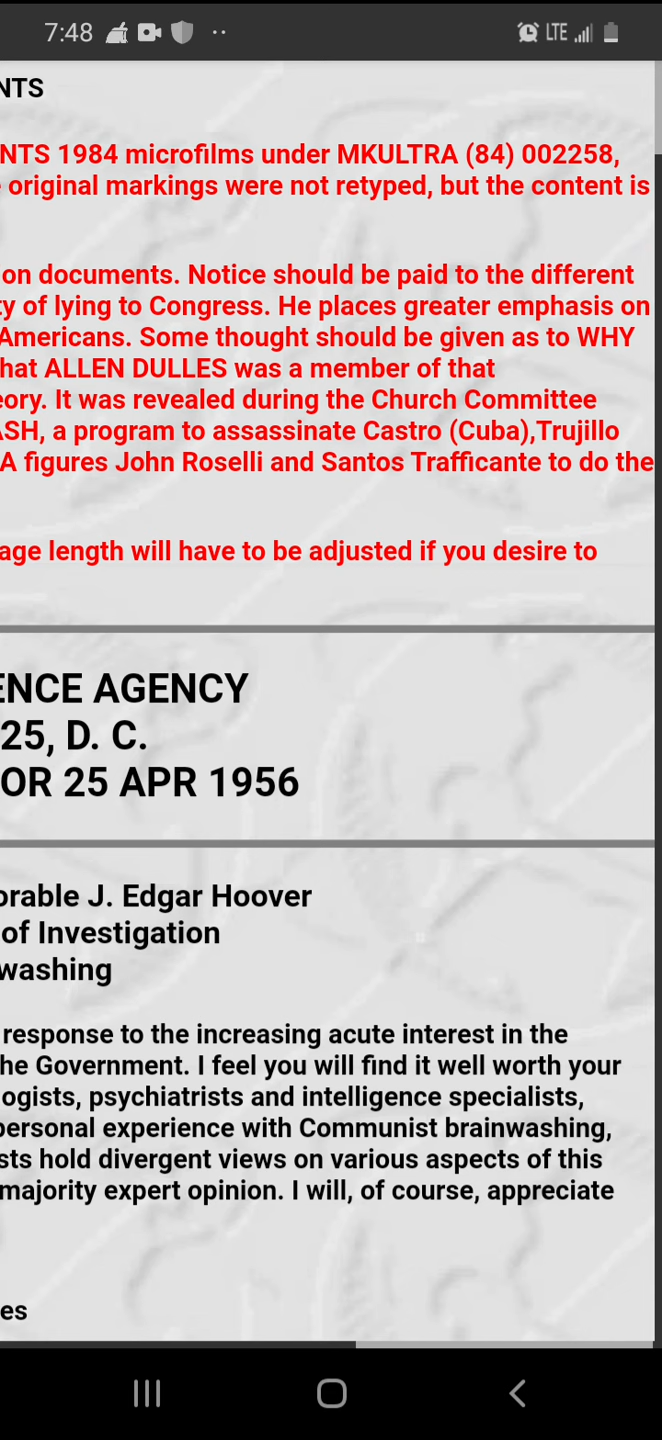 7:48 LTE
NTS
NTS 1984 microfilms under MKULTRA (84) 002258,
original markings were not retyped, but the content is
on documents. Notice should be paid to the different
ty of lying to Congress. He places greater emphasis on
Americans. Some thought should be given as to WHY
hat ALLEN DULLES was a member of that
eory. It was revealed during the Church Committee
ASH, a program to assassinate Castro (Cuba),Trujillo
A figures John Roselli and Santos Trafficante to do the
age length will have to be adjusted if you desire to
ENCE AGENCY
25, D. C.
OR 25 APR 1956
orable J. Edgar Hoover
of Investigation
washing
response to the increasing acute interest in the
he Government. I feel you will find it well worth your
ogists, psychiatrists and intelligence specialists,
personal experience with Communist brainwashing,
sts hold divergent views on various aspects of this
majority expert opinion. I will, of course, appreciate
es